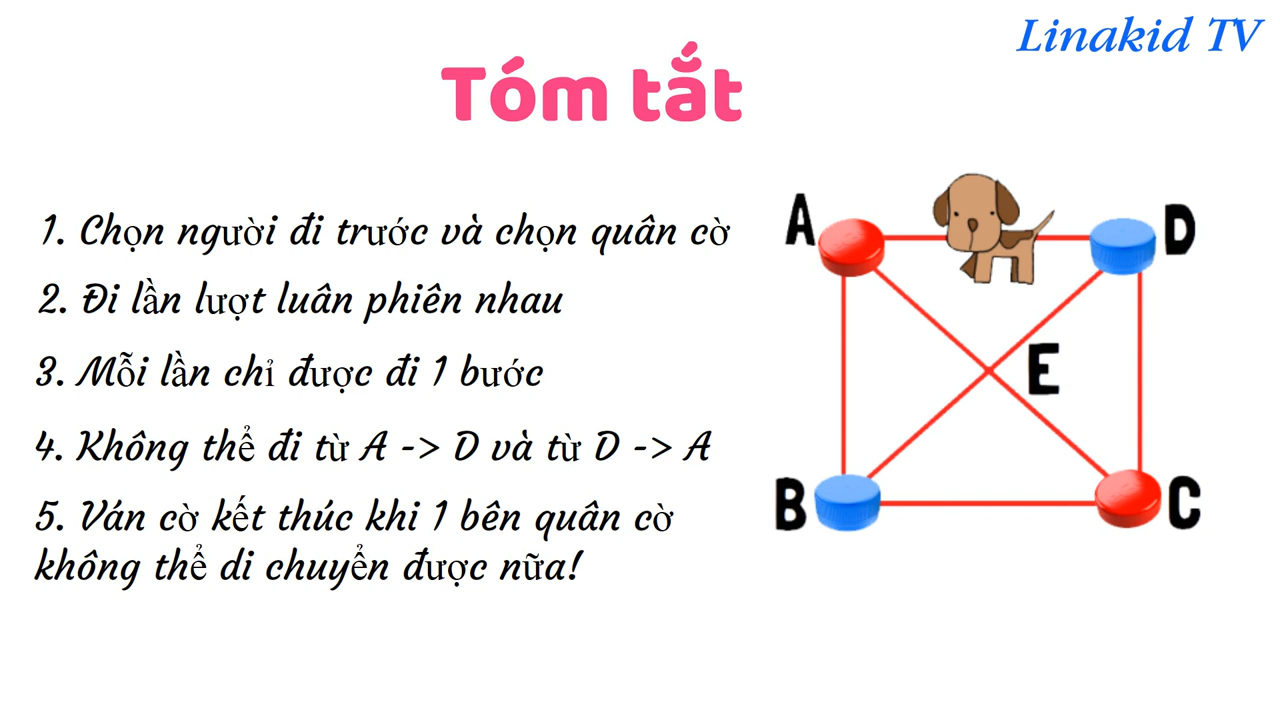 Linakid TV
Tóm tắt
1. Chọn người đi trước và chọn quân cờ
2. Đi lần lượt luân phiên nhau
3. Mỗi lần chỉ được đi 1 bước
4. Không thể đi từ A -> D và từ D -> A
5. Ván cờ kết thúc khi 1 bên quân cờ
không thể di chuyển được nữa!
A
D
E
B
C